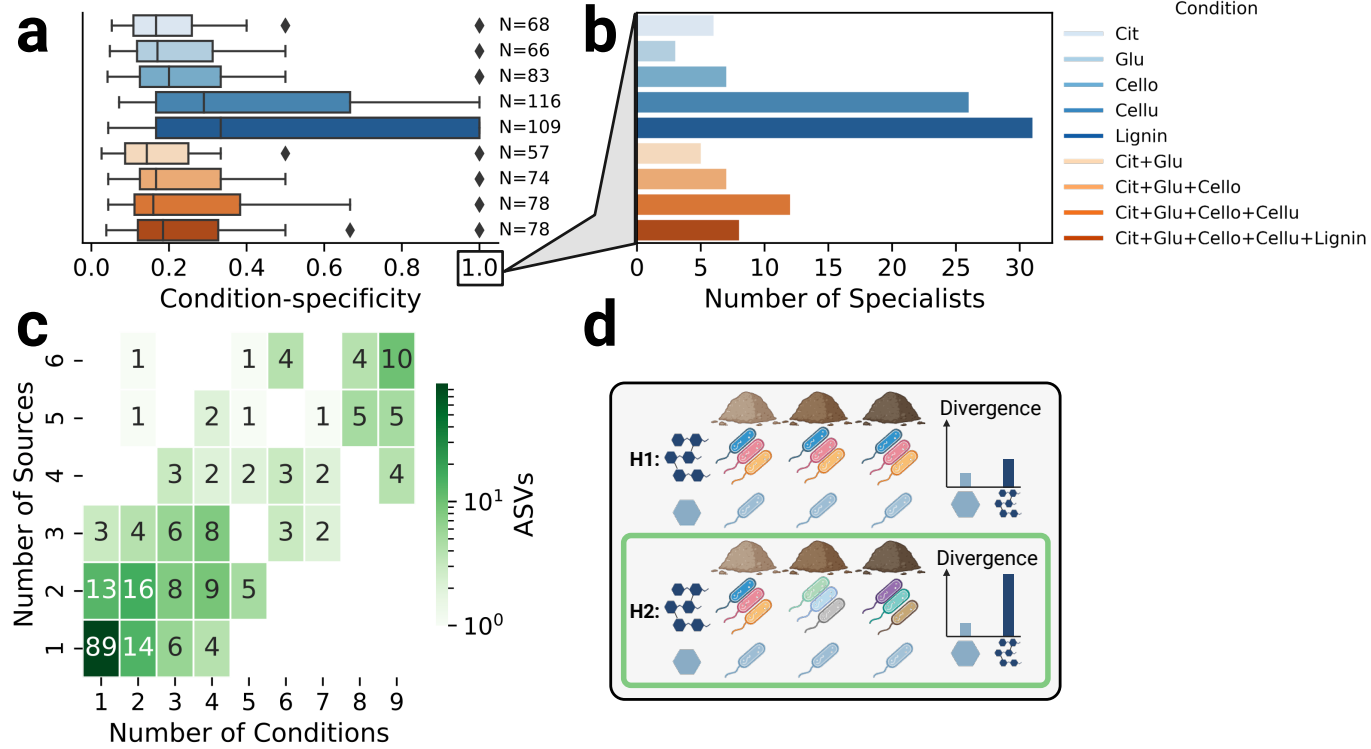 a
N=68
N=66
N=83
N=116
N=109
N=57
N=74
N=78
N=78
0.0 0.2 0.4 0.6 0.8 1.0
Condition-specificity
b
0 5 10 15 20 25 30
Number of Specialists
Condition
Cit
Glu
Cello
Cellu
Lignin
Cit+Glu
Cit+Glu+Cello
Cit+Glu+Cello+Cellu
Cit+Glu+Cello+Cellu+Lignin
c
Number of Sources
6 1 1 4 4 10
5 1 2 1 1 5 5
4 3 2 2 3 2 4
3 3 4 6 8 3 2
2 13 16 8 9 5
1 89 14 6 4
1 2 3 4 5 6 7 8 9
Number of Conditions
10¹
10⁰
ASVs
d
Divergence
H1:
Divergence
H2: